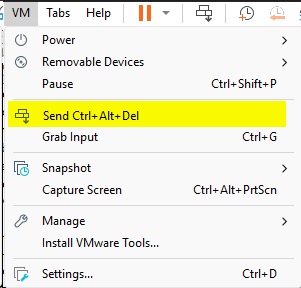 VM Tabs Help
Power
Removable Devices
Pause Ctrl+Shift+P
Send Ctrl+Alt+Del
Grab Input Ctrl+G
Snapshot
Capture Screen Ctrl+Alt+PrtScn
Manage
Install VMware Tools...
Settings... Ctrl+D